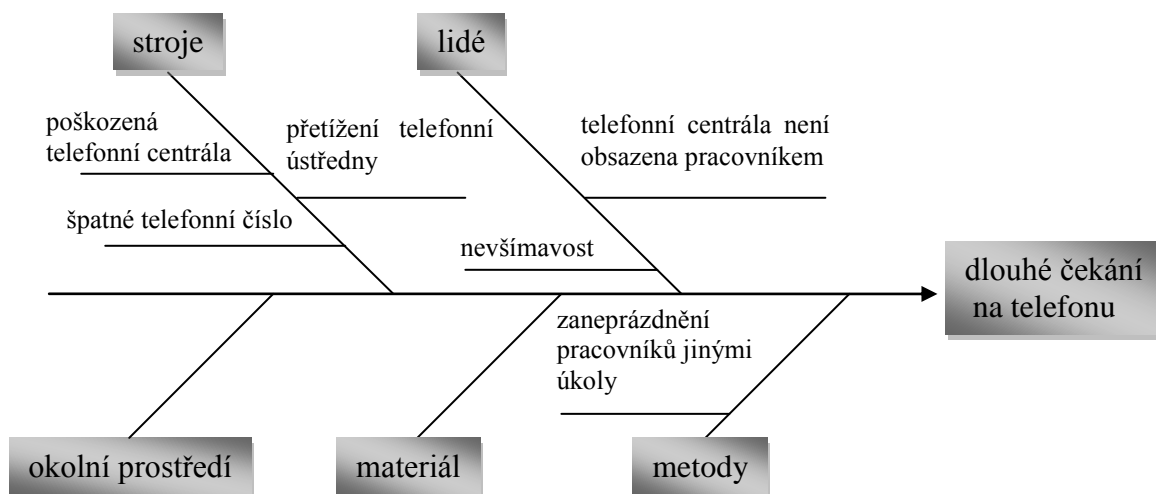 stroje
lidé
poškozená
telefonní centrála
přetížení telefonní
ústředny
telefonní centrála není
obsazena pracovníkem
špatné telefonní číslo
nevšímavost
dlouhé čekání
na telefonu
zaneprázdnění
pracovníků jinými
úkoly
okolní prostředí
materiál
metody